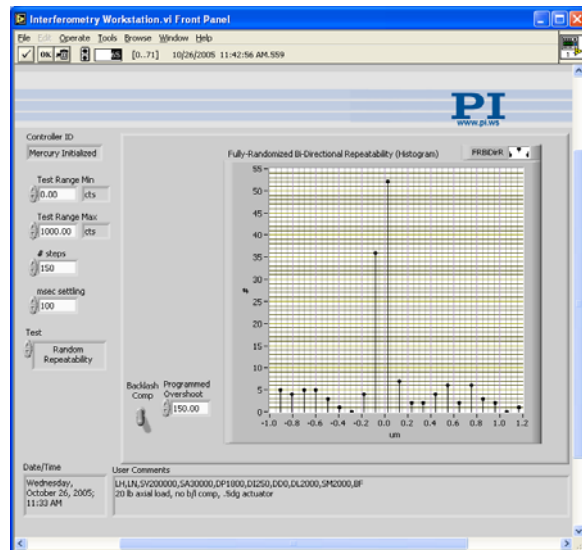 Interferometry Workstation.vi Front Panel
File Edit Operate Tools Browse Window Help
OK 65 [0..71] 10/26/2005 11:42:56 AM.559
PI
www.pi.ws
Controller ID
Mercury Initialized
Test Range Min
0.00 cts
Test Range Max
1000.00 cts
# steps
150
msec settling
100
Test
Random
Repeatability
Fully-Randomized Bi-Directional Repeatability (Histogram)
FRBIDIR
55
50
45
40
35
30
25
20
15
10
5
0
%
-1.0 -0.8 -0.6 -0.4 -0.2 0.0 0.2 0.4 0.6 0.8 1.0 1.2
um
Backlash
Comp
Programmed
Overshoot
150.00
Date/Time
Wednesday,
October 26, 2005;
11:33 AM
User Comments
LH,LN,SV200000,SA30000,DP1800,DI250,DD0,DL2000,SM2000,BF
20 lb axial load, no b/l comp, .5dg actuator